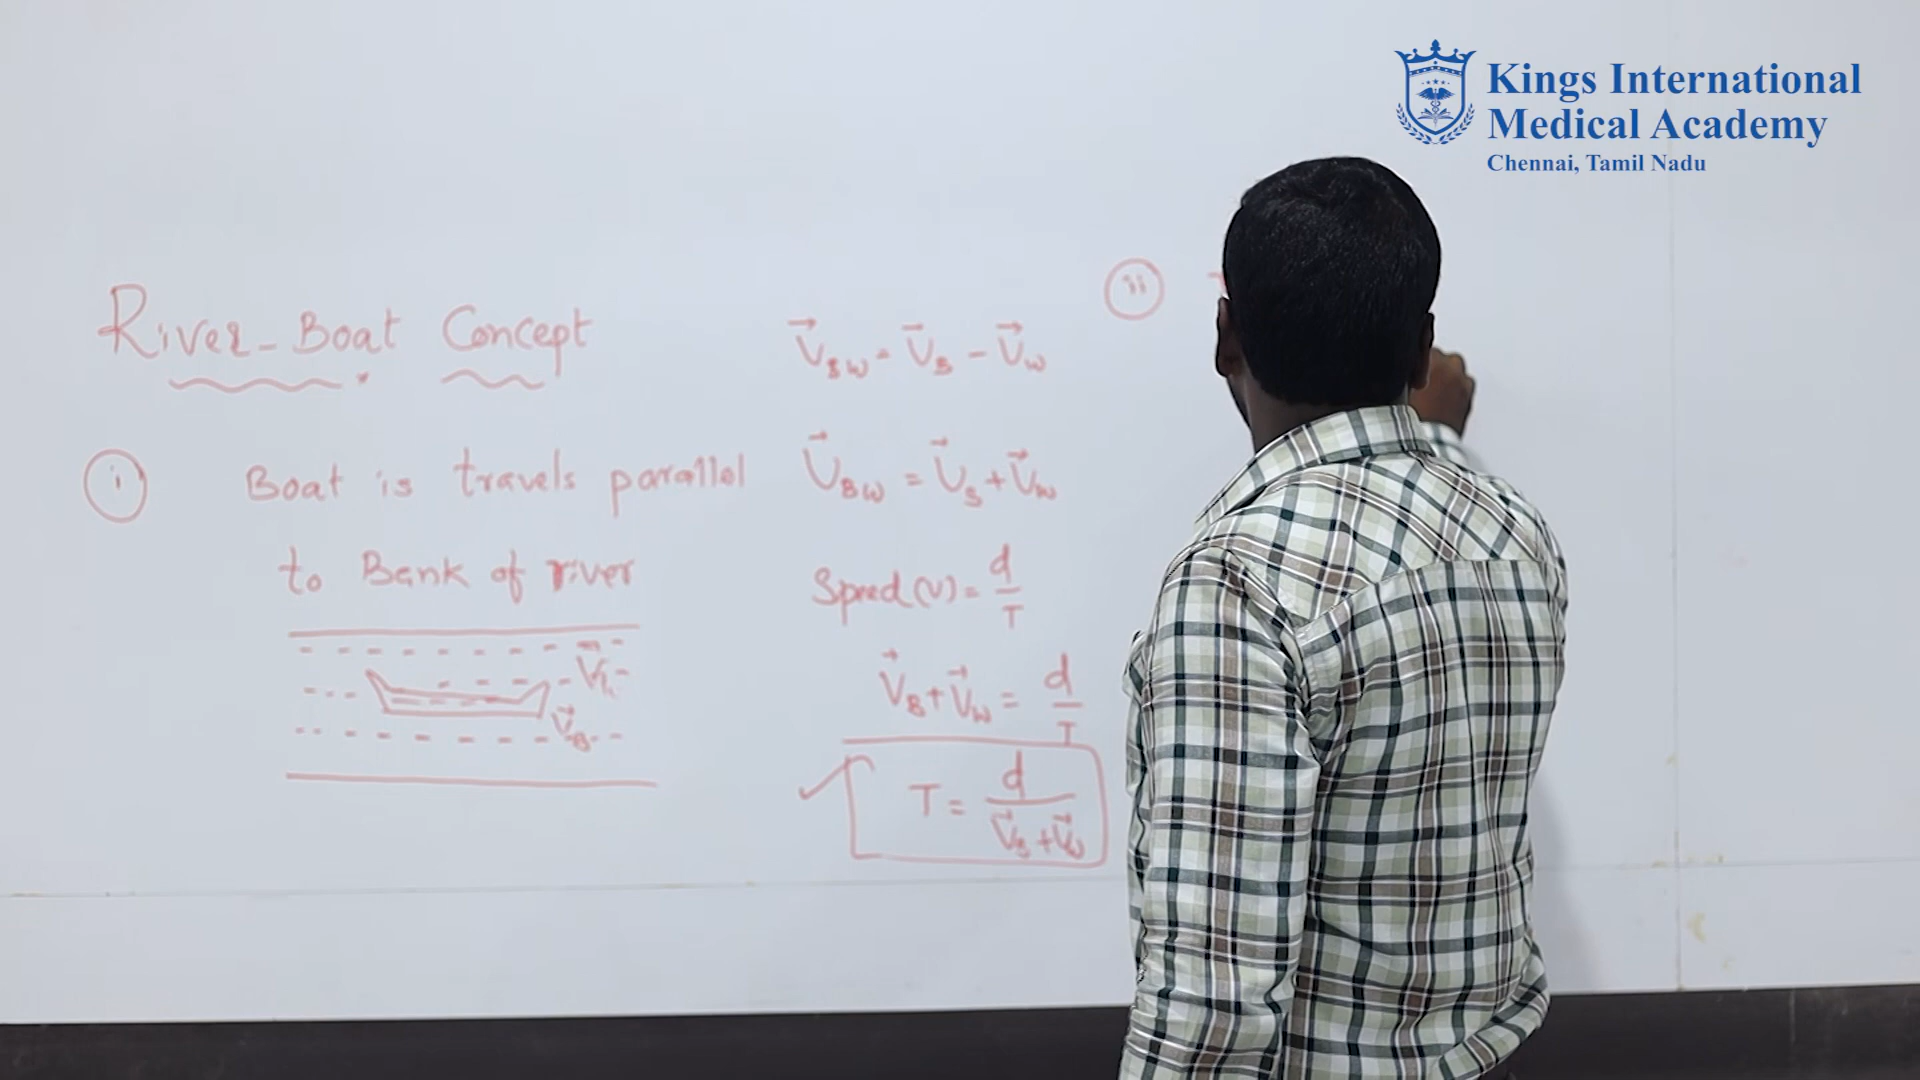 Kings International
Medical Academy
Chennai, Tamil Nadu
River-Boat Concept
i Boat is travels parallel
to Bank of river
V⃗B
V⃗BW = V⃗B - V⃗W
V⃗BW = V⃗B + V⃗W
Speed (v) = d/T
V⃗B + V⃗W = d/T
T = d/(V⃗B + V⃗W)
ii